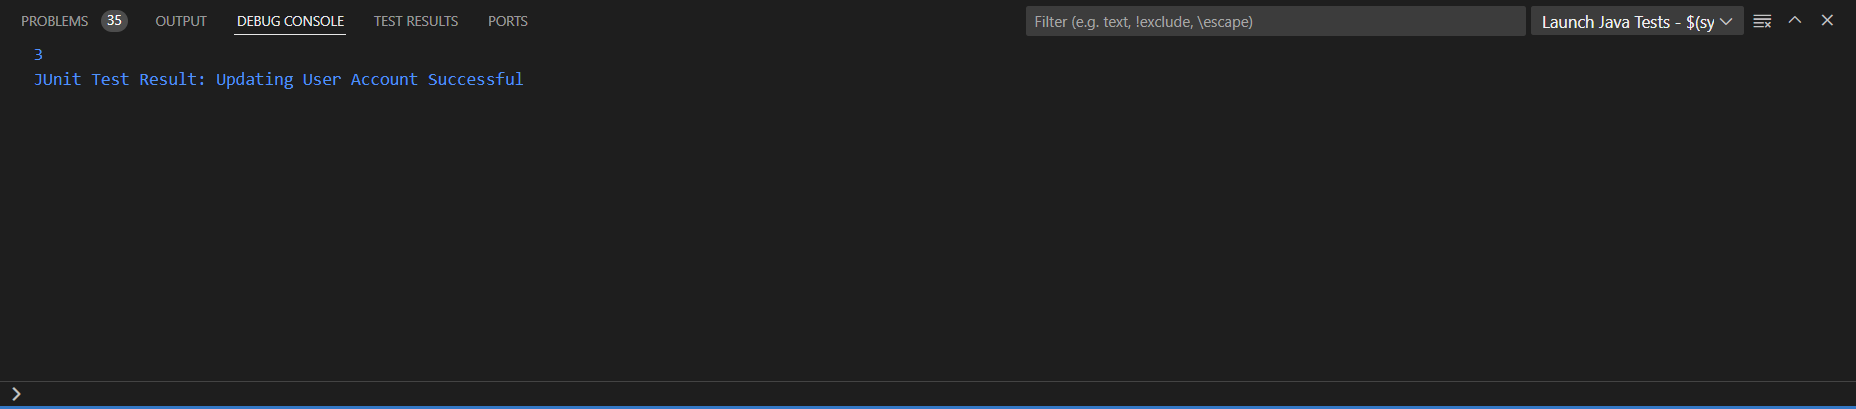 PROBLEMS 35 OUTPUT DEBUG CONSOLE TEST RESULTS PORTS Filter (e.g. text, !exclude, \escape) Launch Java Tests - $(sy
3
JUnit Test Result: Updating User Account Successful